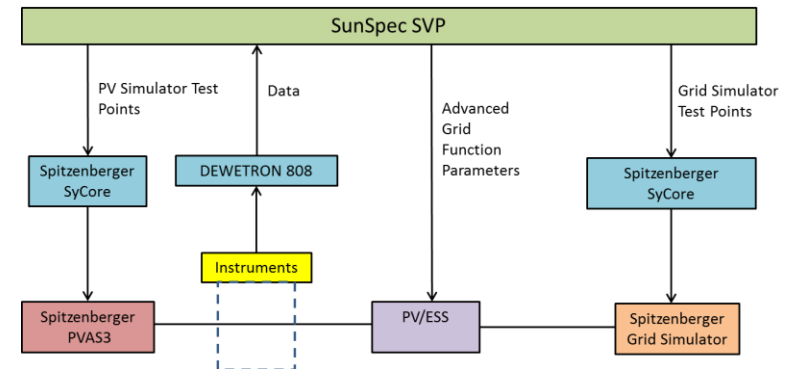 SunSpec SVP
PV Simulator Test
Points
Data
Advanced
Grid
Function
Parameters
Grid Simulator
Test Points
Spitzenberger
SyCore
DEWETRON 808
Spitzenberger
SyCore
Instruments
Spitzenberger
PVAS3
PV/ESS
Spitzenberger
Grid Simulator